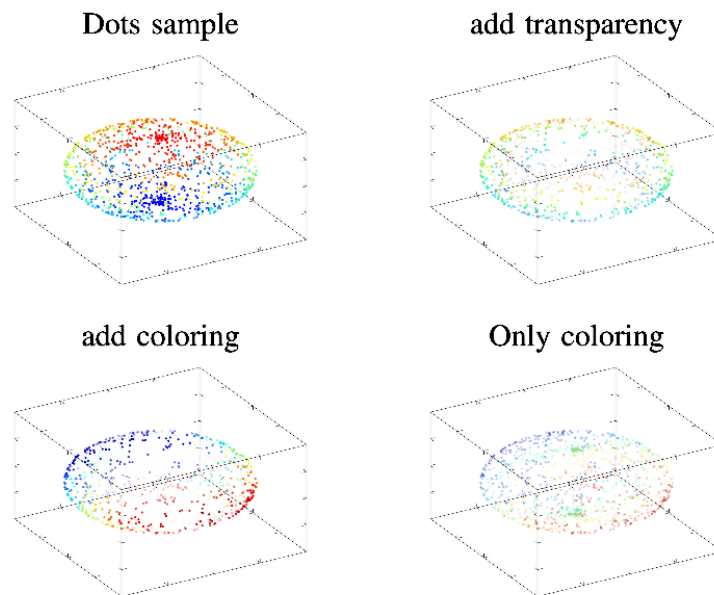 Dots sample
add transparency
add coloring
Only coloring